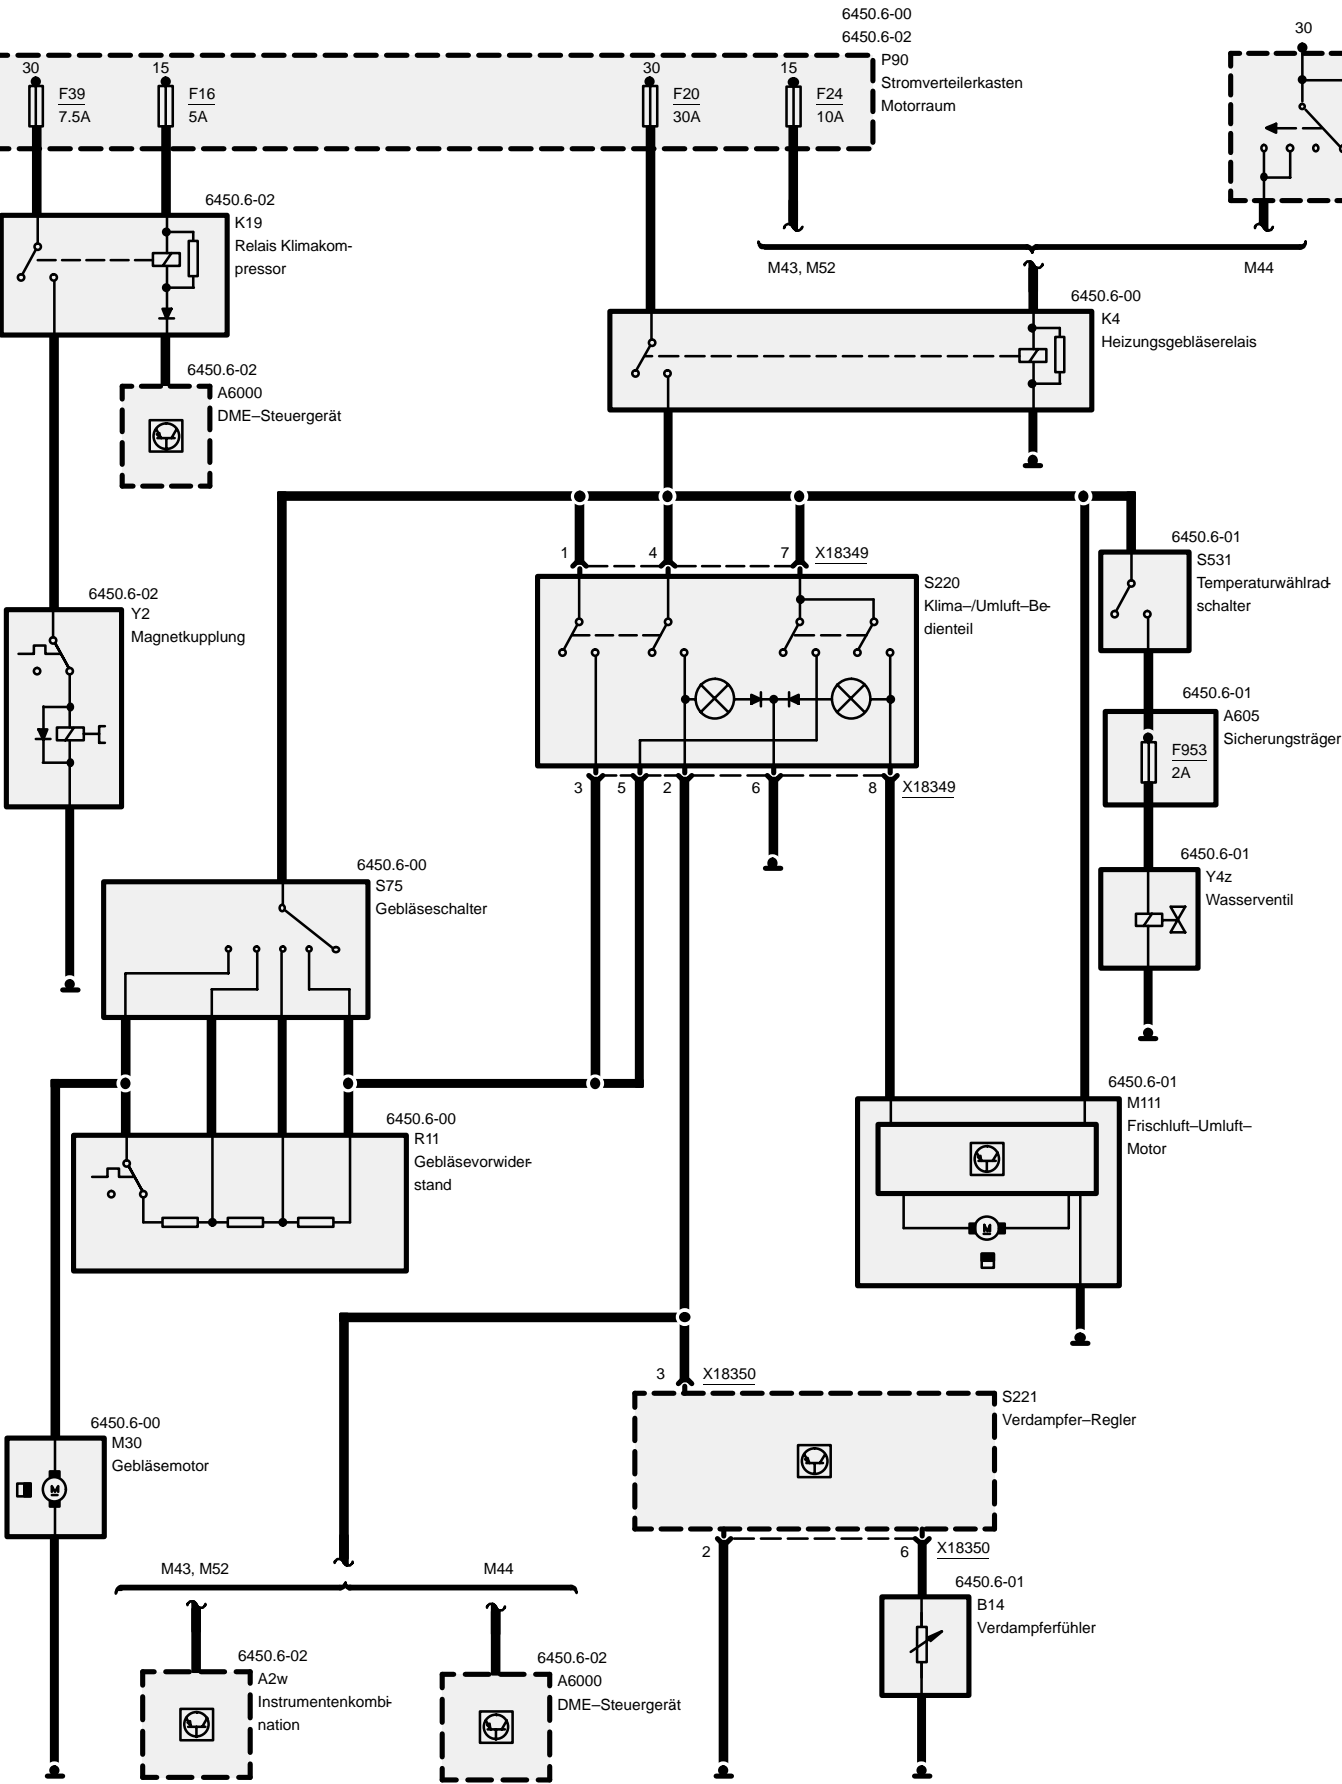 6450.6-00
6450.6-02
P90
Stromverteilerkasten
Motorraum
30
F39
7.5A
15
F16
5A
30
F20
30A
15
F24
10A
30
6450.6-02
K19
Relais Klimakom-
pressor
M43, M52
M44
6450.6-00
K4
Heizungsgebläserelais
6450.6-02
A6000
DME–Steuergerät
1
4
7
X18349
S220
Klima–/Umluft–Be-
dienteil
6450.6-01
S531
Temperaturwählrad-
schalter
6450.6-02
Y2
Magnetkupplung
6450.6-01
A605
Sicherungsträger
F953
2A
3
5
2
6
8
X18349
6450.6-01
Y4z
Wasserventil
6450.6-00
S75
Gebläseschalter
6450.6-01
M111
Frischluft–Umluft–
Motor
M
6450.6-00
R11
Gebläsevorwider-
stand
3
X18350
S221
Verdampfer–Regler
6450.6-00
M30
Gebläsemotor
M
2
6
X18350
6450.6-01
B14
Verdampferfühler
M43, M52
M44
6450.6-02
A2w
Instrumentenkombi-
nation
6450.6-02
A6000
DME–Steuergerät